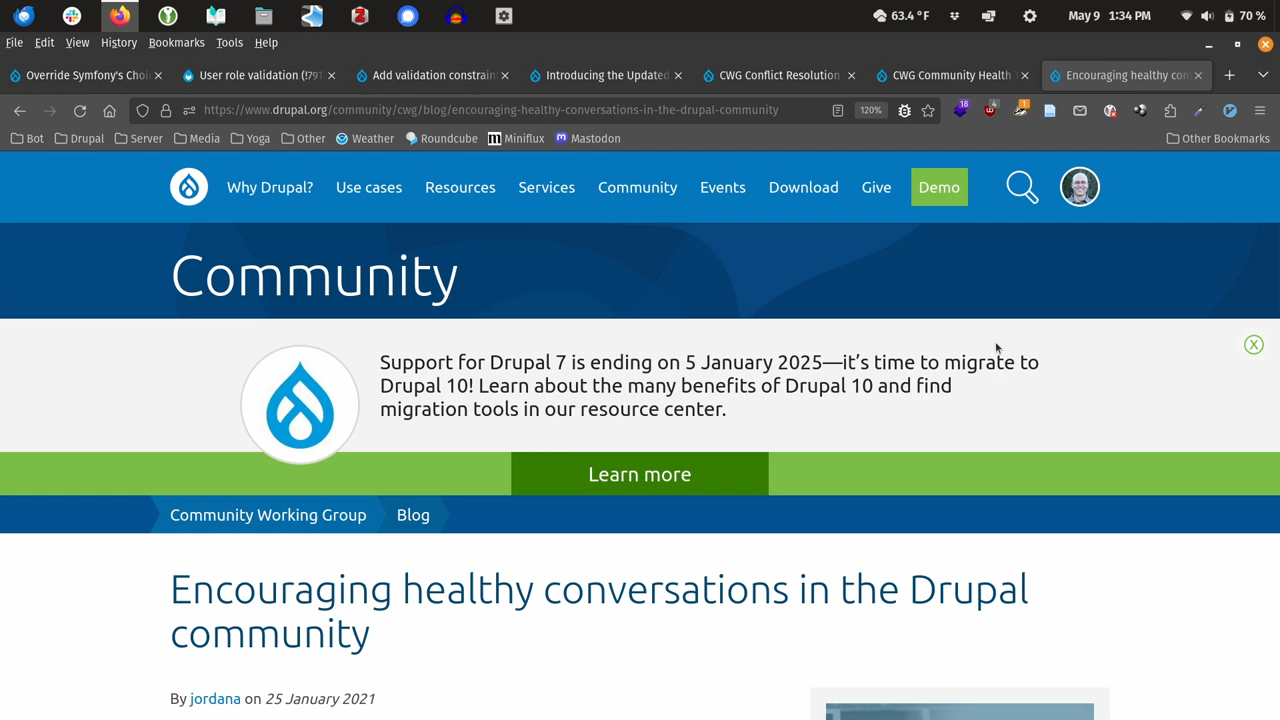 63.4 °F
May 9 1:34 PM
70 %
File Edit View History Bookmarks Tools Help
Override Symfony's Choi
User role validation (!791
Add validation constrain
Introducing the Updated
CWG Conflict Resolution
CWG Community Health T
Encouraging healthy con
https://www.drupal.org/community/cwg/blog/encouraging-healthy-conversations-in-the-drupal-community
120%
18
4
1
Bot Drupal Server Media Yoga Other Weather Roundcube Miniflux Mastodon Other Bookmarks
Why Drupal? Use cases Resources Services Community Events Download Give Demo
Community
Support for Drupal 7 is ending on 5 January 2025—it's time to migrate to
Drupal 10! Learn about the many benefits of Drupal 10 and find
migration tools in our resource center.
X
Learn more
Community Working Group Blog
Encouraging healthy conversations in the Drupal
community
By jordana on 25 January 2021